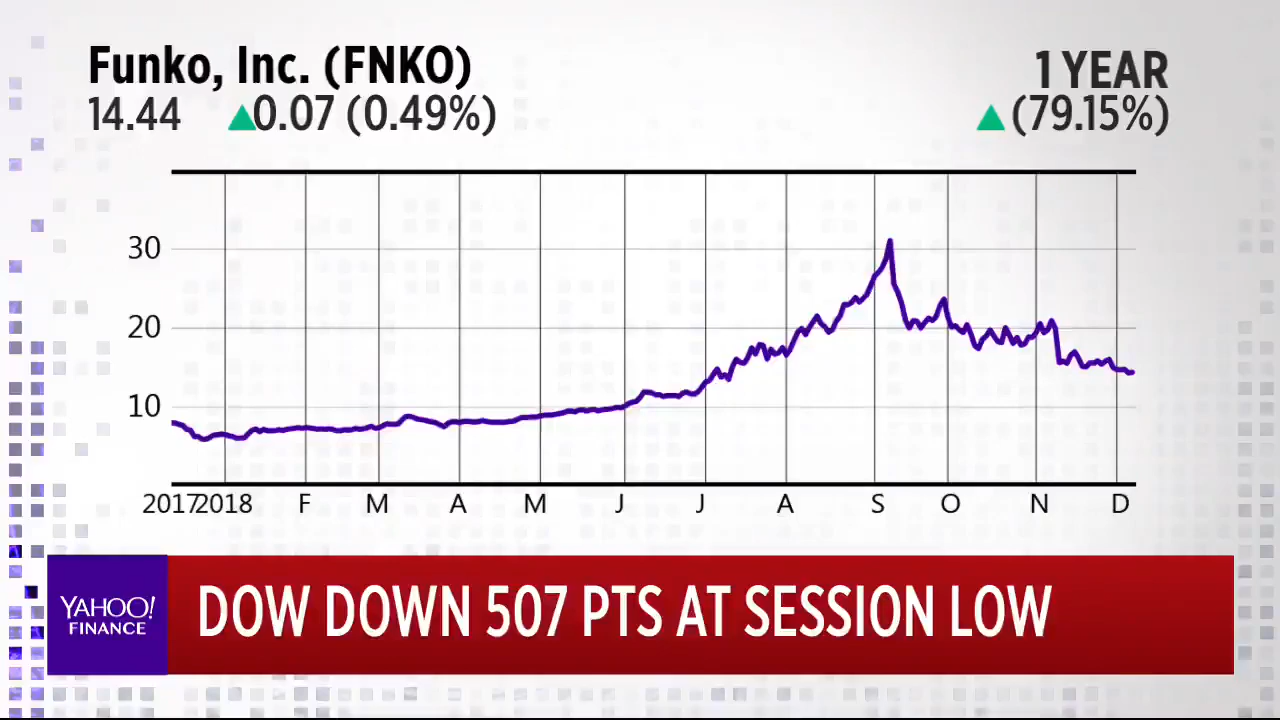 Funko, Inc. (FNKO)
1 YEAR
14.44 ▲0.07 (0.49%)
▲(79.15%)
30
20
10
2017 2018 F M A M J J A S O N D
YAHOO!
FINANCE
DOW DOWN 507 PTS AT SESSION LOW